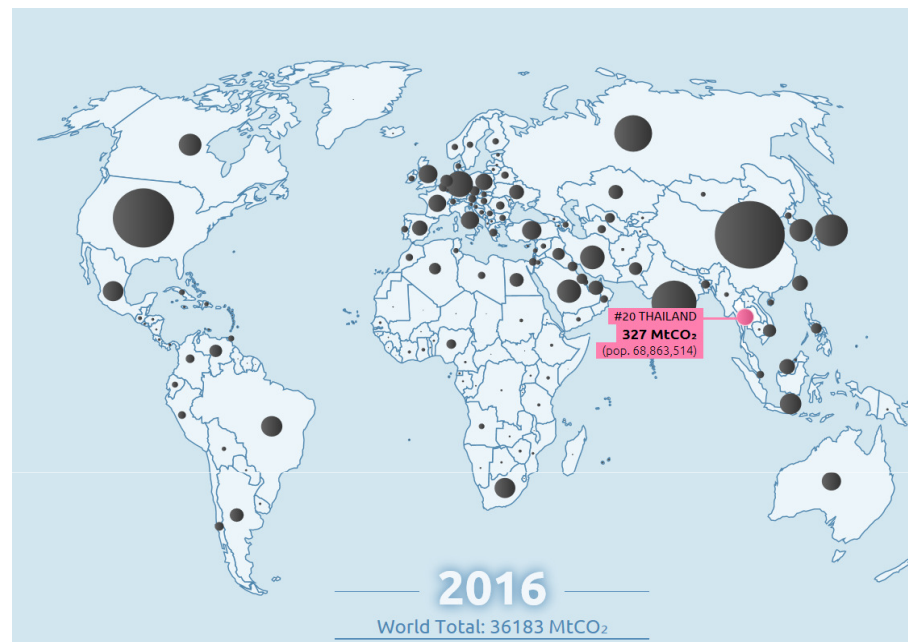 #20 THAILAND
327 MtCO₂
(pop. 68,863,514)
2016
World Total: 36183 MtCO₂